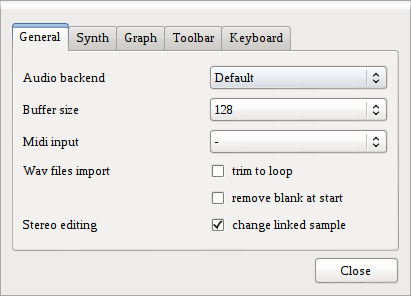 General Synth Graph Toolbar Keyboard
Audio backend Default
Buffer size 128
Midi input -
Wav files import trim to loop
remove blank at start
Stereo editing change linked sample
Close